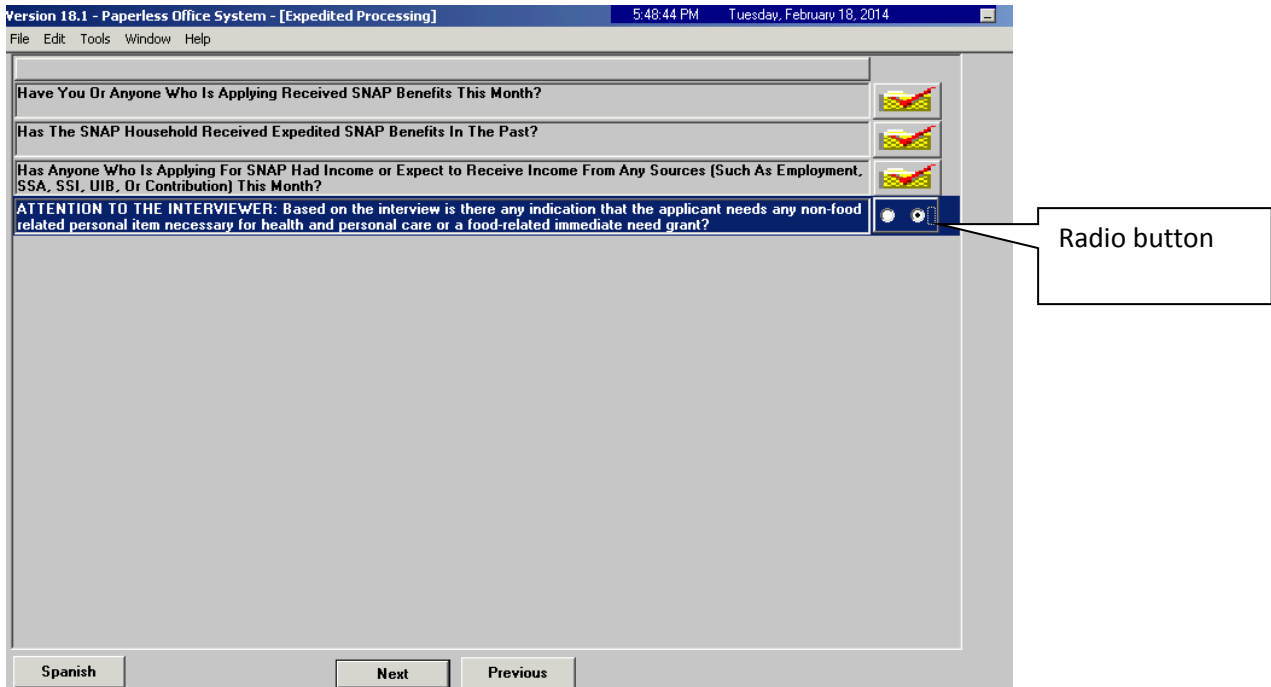 Version 18.1 - Paperless Office System - [Expedited Processing] 5:48:44 PM Tuesday, February 18, 2014
File Edit Tools Window Help
Have You Or Anyone Who Is Applying Received SNAP Benefits This Month?
Has The SNAP Household Received Expedited SNAP Benefits In The Past?
Has Anyone Who Is Applying For SNAP Had Income or Expect to Receive Income From Any Sources (Such As Employment,
SSA, SSI, UIB, Or Contribution) This Month?
ATTENTION TO THE INTERVIEWER: Based on the interview is there any indication that the applicant needs any non-food
related personal item necessary for health and personal care or a food-related immediate need grant?
Radio button
Spanish Next Previous